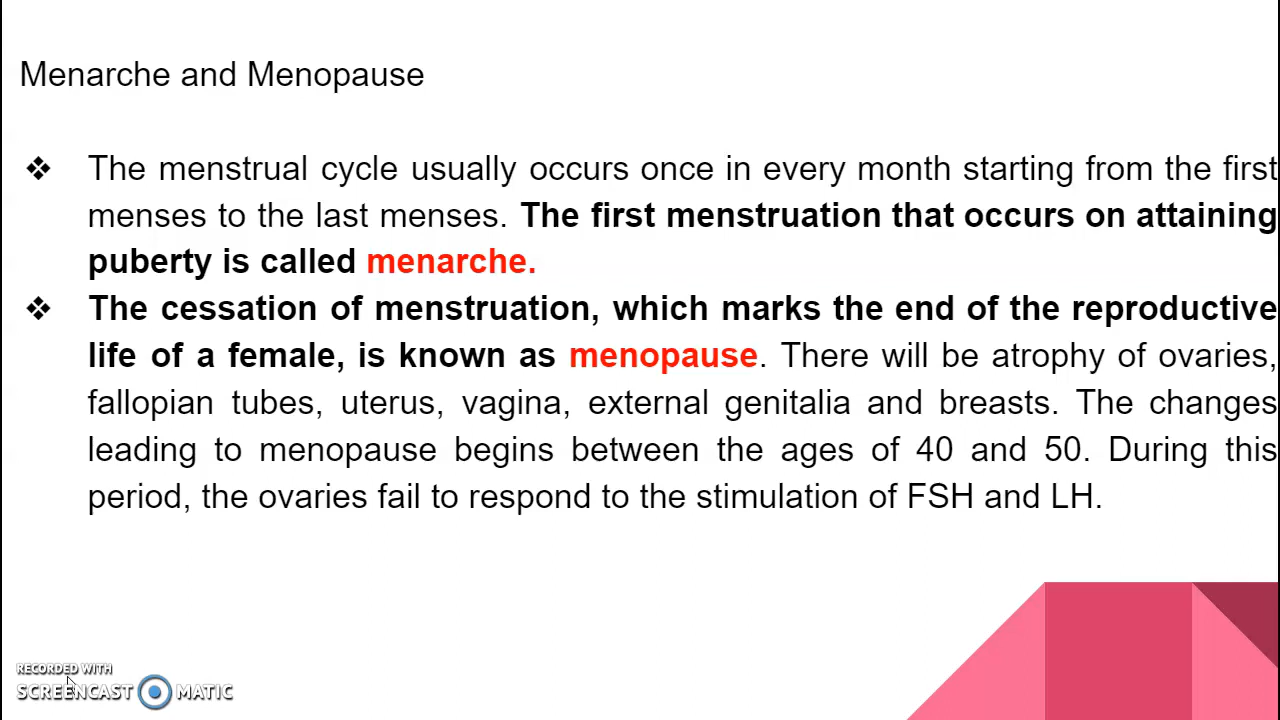 Menarche and Menopause
❖ The menstrual cycle usually occurs once in every month starting from the first
menses to the last menses. The first menstruation that occurs on attaining
puberty is called menarche.
❖ The cessation of menstruation, which marks the end of the reproductive
life of a female, is known as menopause. There will be atrophy of ovaries,
fallopian tubes, uterus, vagina, external genitalia and breasts. The changes
leading to menopause begins between the ages of 40 and 50. During this
period, the ovaries fail to respond to the stimulation of FSH and LH.
RECORDED WITH
SCREENCAST MATIC